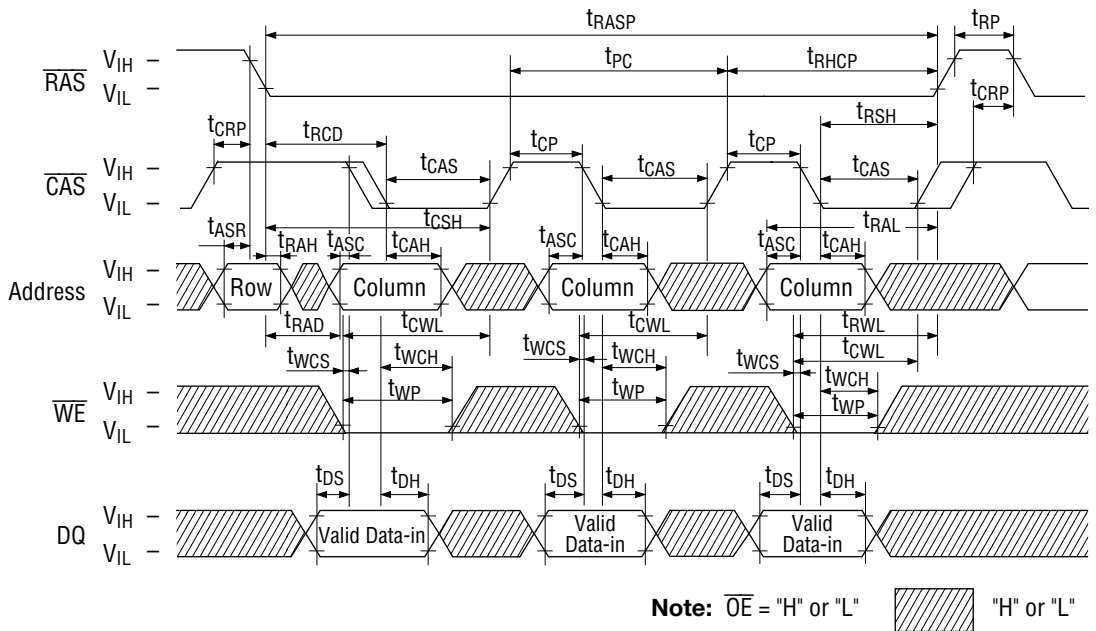 tRASP
tRP
VIH
RAS
VIL
tPC
tRHCP
tCRP
tCRP
tRCD
tCP
tCP
tRSH
VIH
CAS
VIL
tCAS
tCAS
tCAS
tCSH
tRAL
tASR
tRAH
tASC
tCAH
tASC
tCAH
tASC
tCAH
VIH
Address
VIL
Row
Column
Column
Column
tRAD
tCWL
tCWL
tRWL
tCWL
tWCS
tWCH
tWCS
tWCH
tWCS
tWCH
VIH
WE
VIL
tWP
tWP
tWP
tDS
tDH
tDS
tDH
tDS
tDH
VIH
DQ
VIL
Valid Data-in
Valid
Data-in
Valid
Data-in
Note: OE = "H" or "L"
"H" or "L"